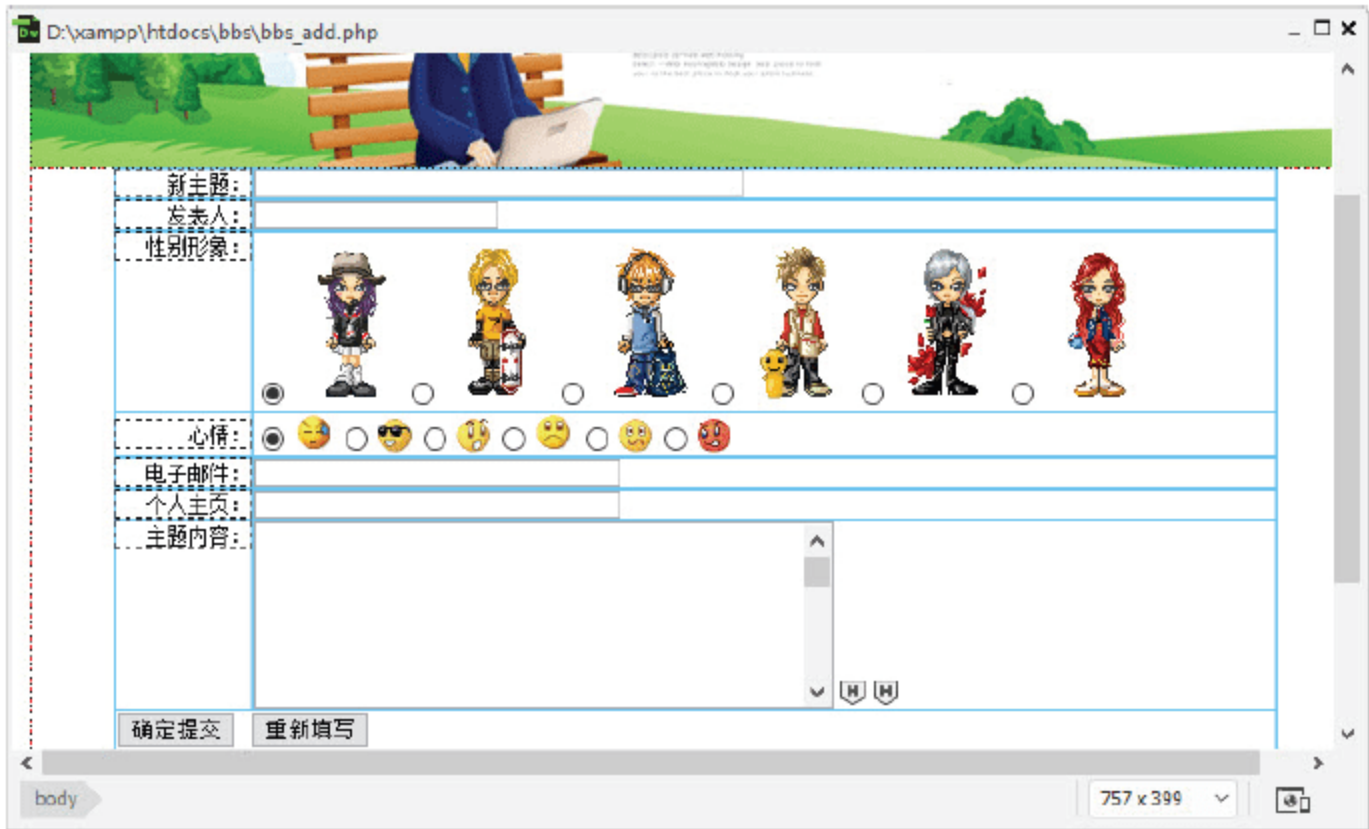 D:\xampp\htdocs\bbs\bbs_add.php
新主题：
发表人：
性别形象：
心情：
电子邮件：
个人主页：
主题内容：
H H
确定提交 重新填写
body 757 x 399